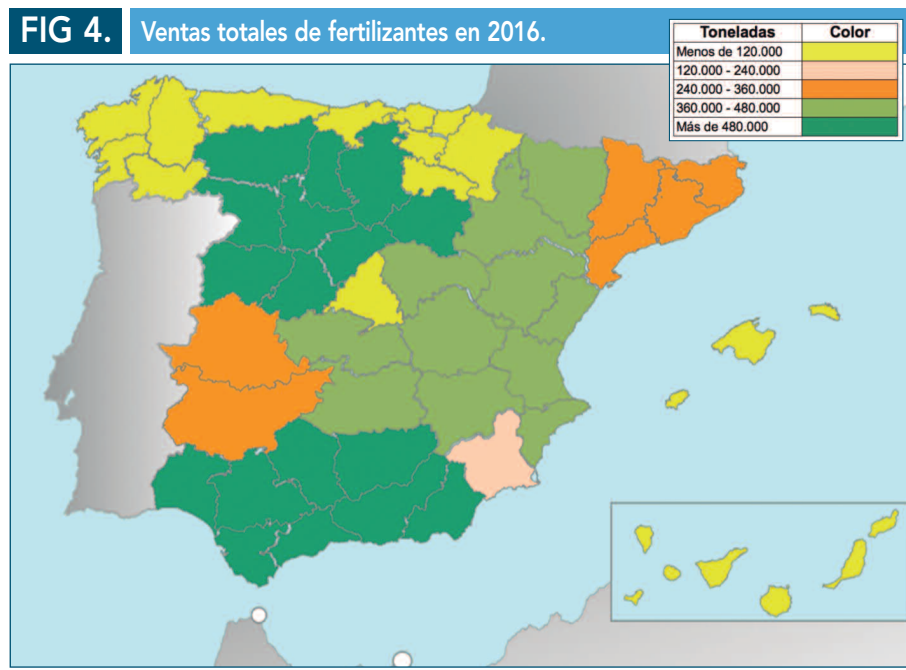 FIG 4.
Ventas totales de fertilizantes en 2016.
Toneladas Color
Menos de 120.000
120.000 - 240.000
240.000 - 360.000
360.000 - 480.000
Más de 480.000